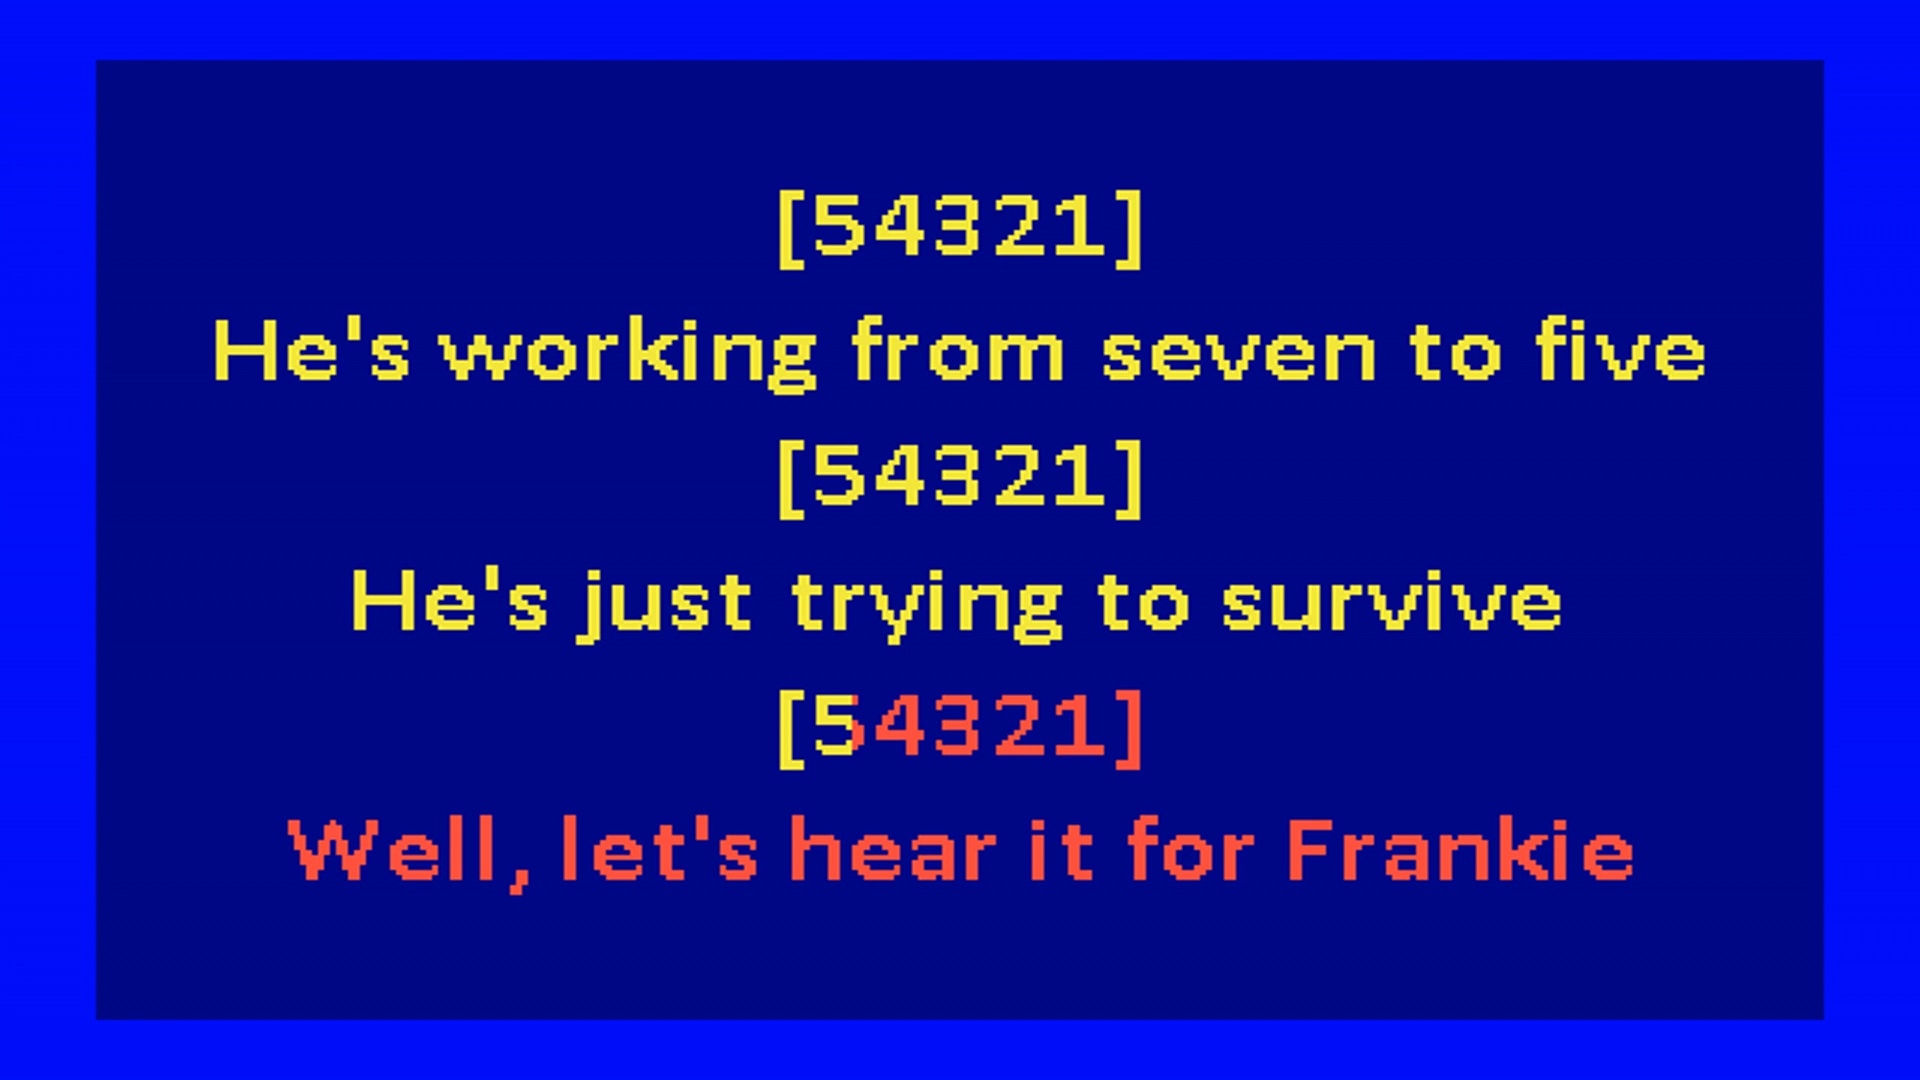 [54321]
He's working from seven to five
[54321]
He's just trying to survive
[54321]
Well, let's hear it for Frankie